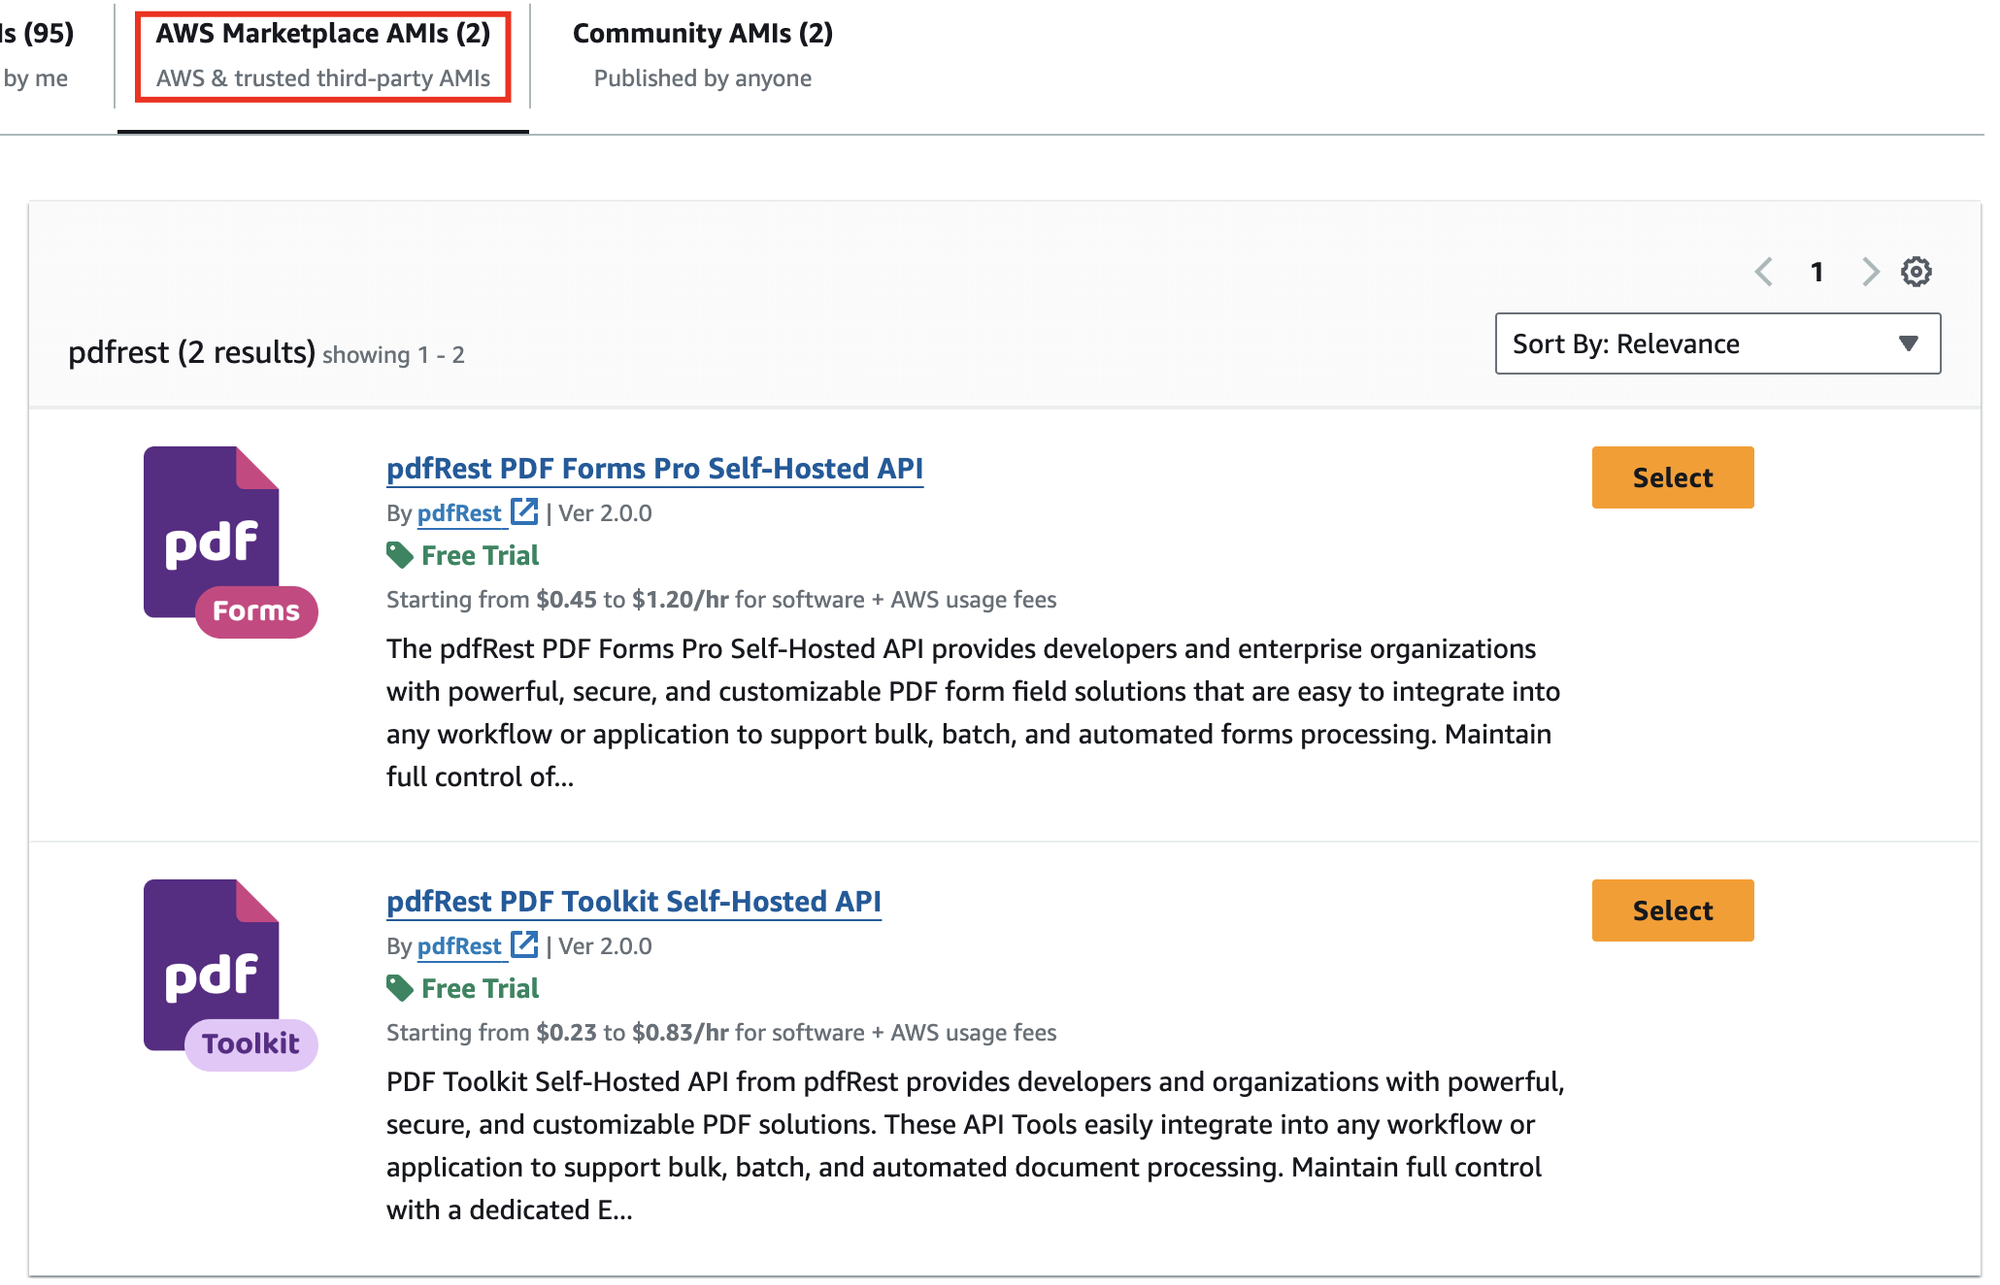 (95)
AWS Marketplace AMIs (2)
Community AMIs (2)
by me
AWS & trusted third-party AMIs
Published by anyone
1
pdfrest (2 results) showing 1 - 2
Sort By: Relevance
pdf
Forms
pdfRest PDF Forms Pro Self-Hosted API
Select
By pdfRest | Ver 2.0.0
Free Trial
Starting from $0.45 to $1.20/hr for software + AWS usage fees
The pdfRest PDF Forms Pro Self-Hosted API provides developers and enterprise organizations
with powerful, secure, and customizable PDF form field solutions that are easy to integrate into
any workflow or application to support bulk, batch, and automated forms processing. Maintain
full control of...
pdf
Toolkit
pdfRest PDF Toolkit Self-Hosted API
Select
By pdfRest | Ver 2.0.0
Free Trial
Starting from $0.23 to $0.83/hr for software + AWS usage fees
PDF Toolkit Self-Hosted API from pdfRest provides developers and organizations with powerful,
secure, and customizable PDF solutions. These API Tools easily integrate into any workflow or
application to support bulk, batch, and automated document processing. Maintain full control
with a dedicated E...